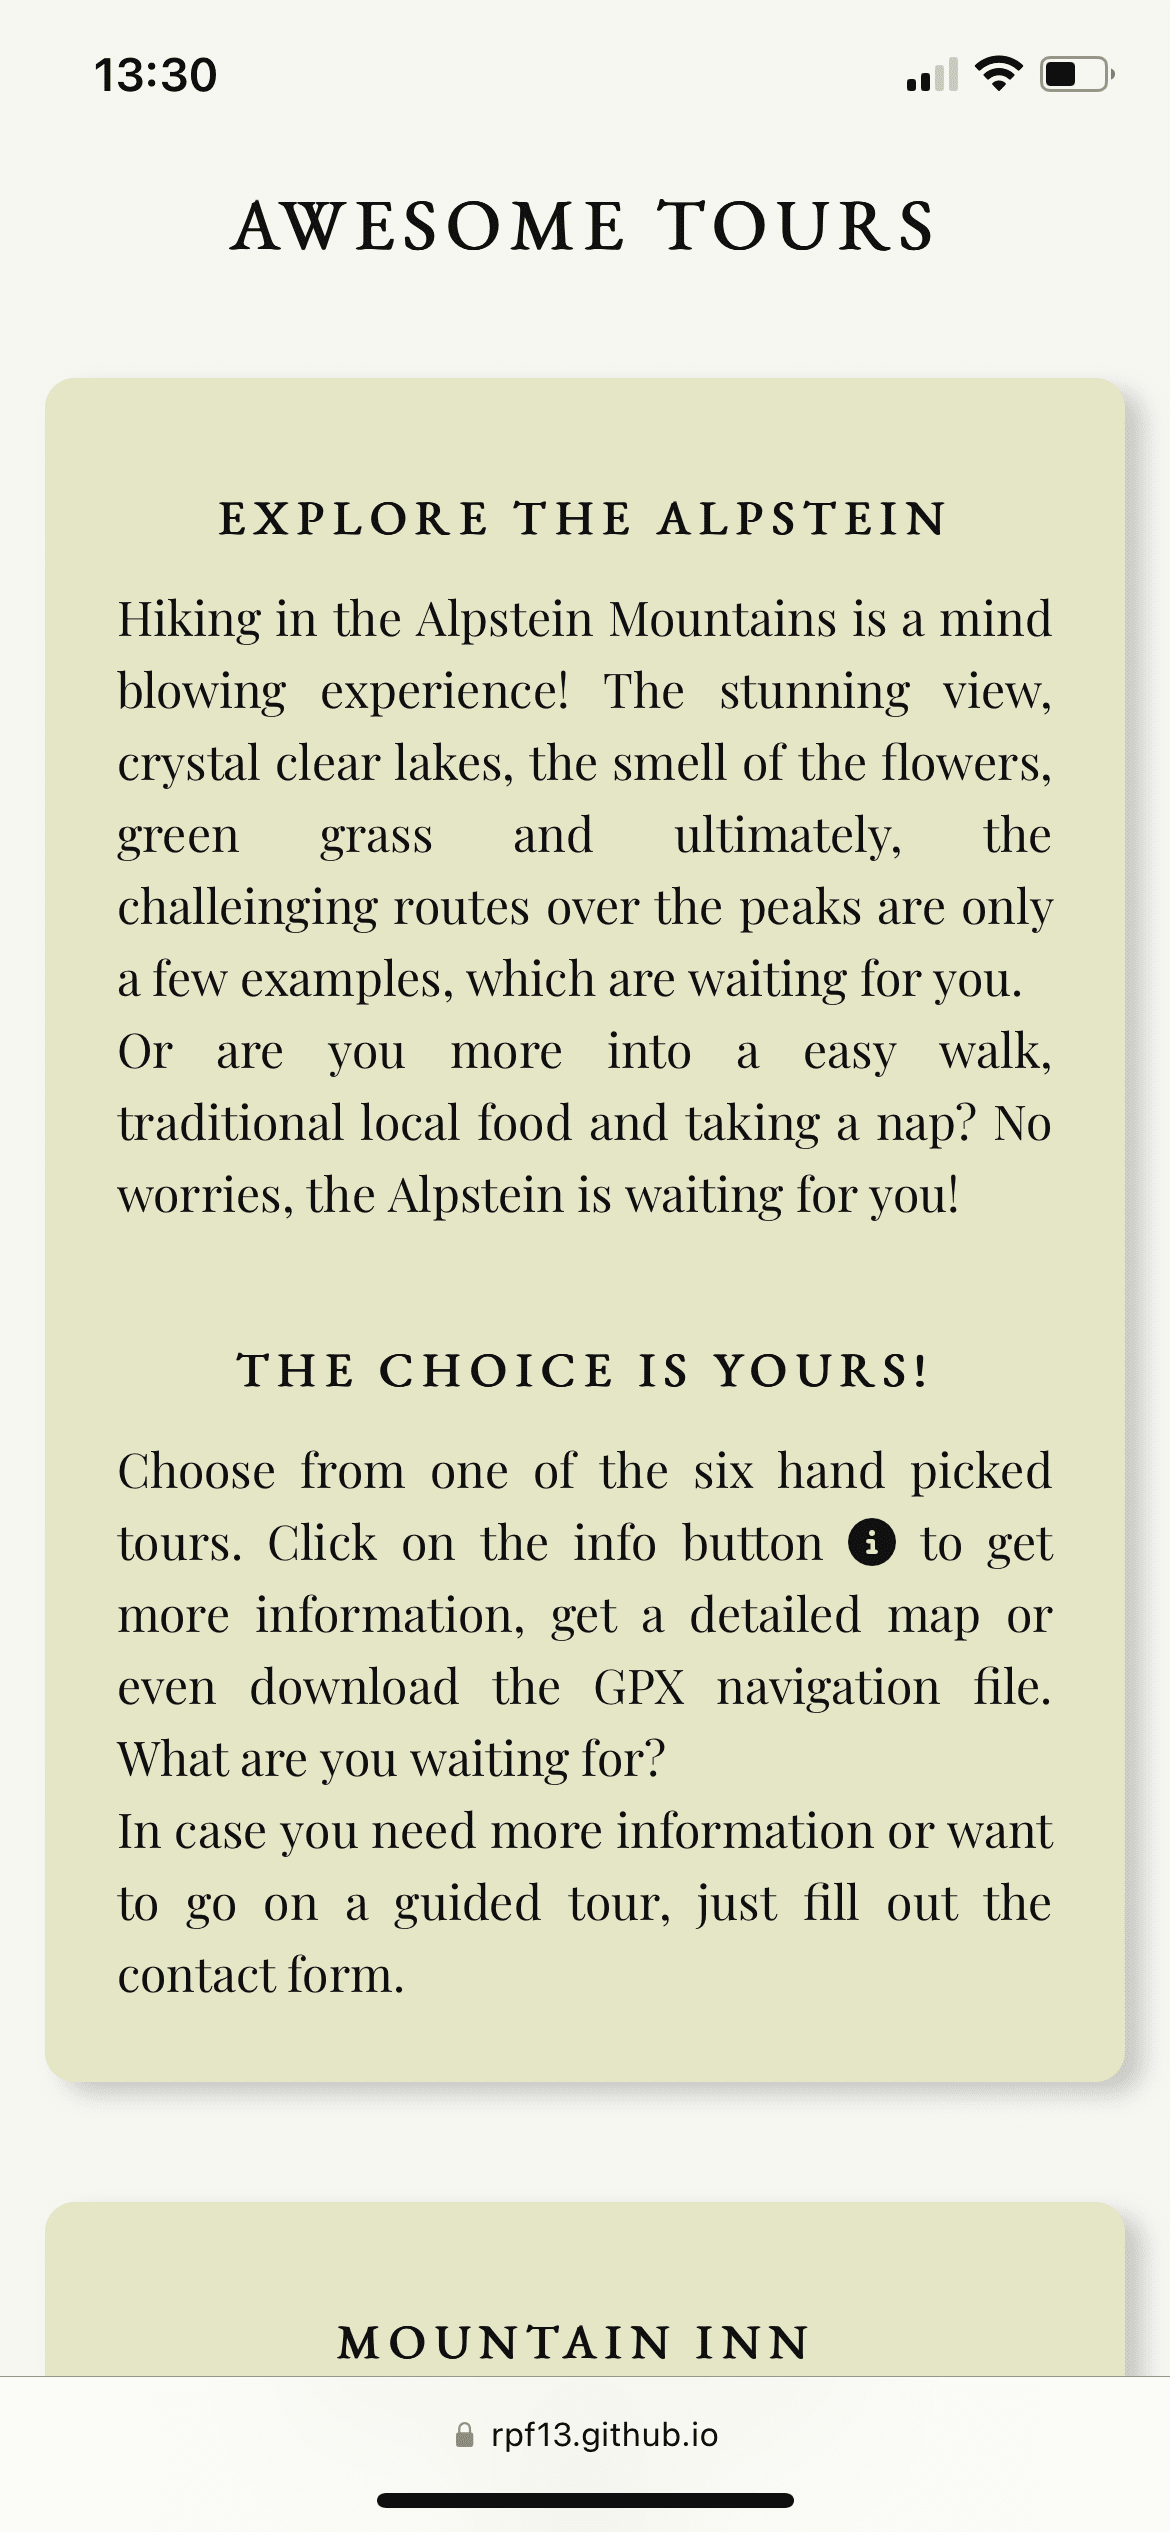 13:30
AWESOME TOURS
EXPLORE THE ALPSTEIN
Hiking in the Alpstein Mountains is a mind
blowing experience! The stunning view,
crystal clear lakes, the smell of the flowers,
green grass and ultimately, the
challeinging routes over the peaks are only
a few examples, which are waiting for you.
Or are you more into a easy walk,
traditional local food and taking a nap? No
worries, the Alpstein is waiting for you!
THE CHOICE IS YOURS!
Choose from one of the six hand picked
tours. Click on the info button i to get
more information, get a detailed map or
even download the GPX navigation file.
What are you waiting for?
In case you need more information or want
to go on a guided tour, just fill out the
contact form.
MOUNTAIN INN
rpf13.github.io